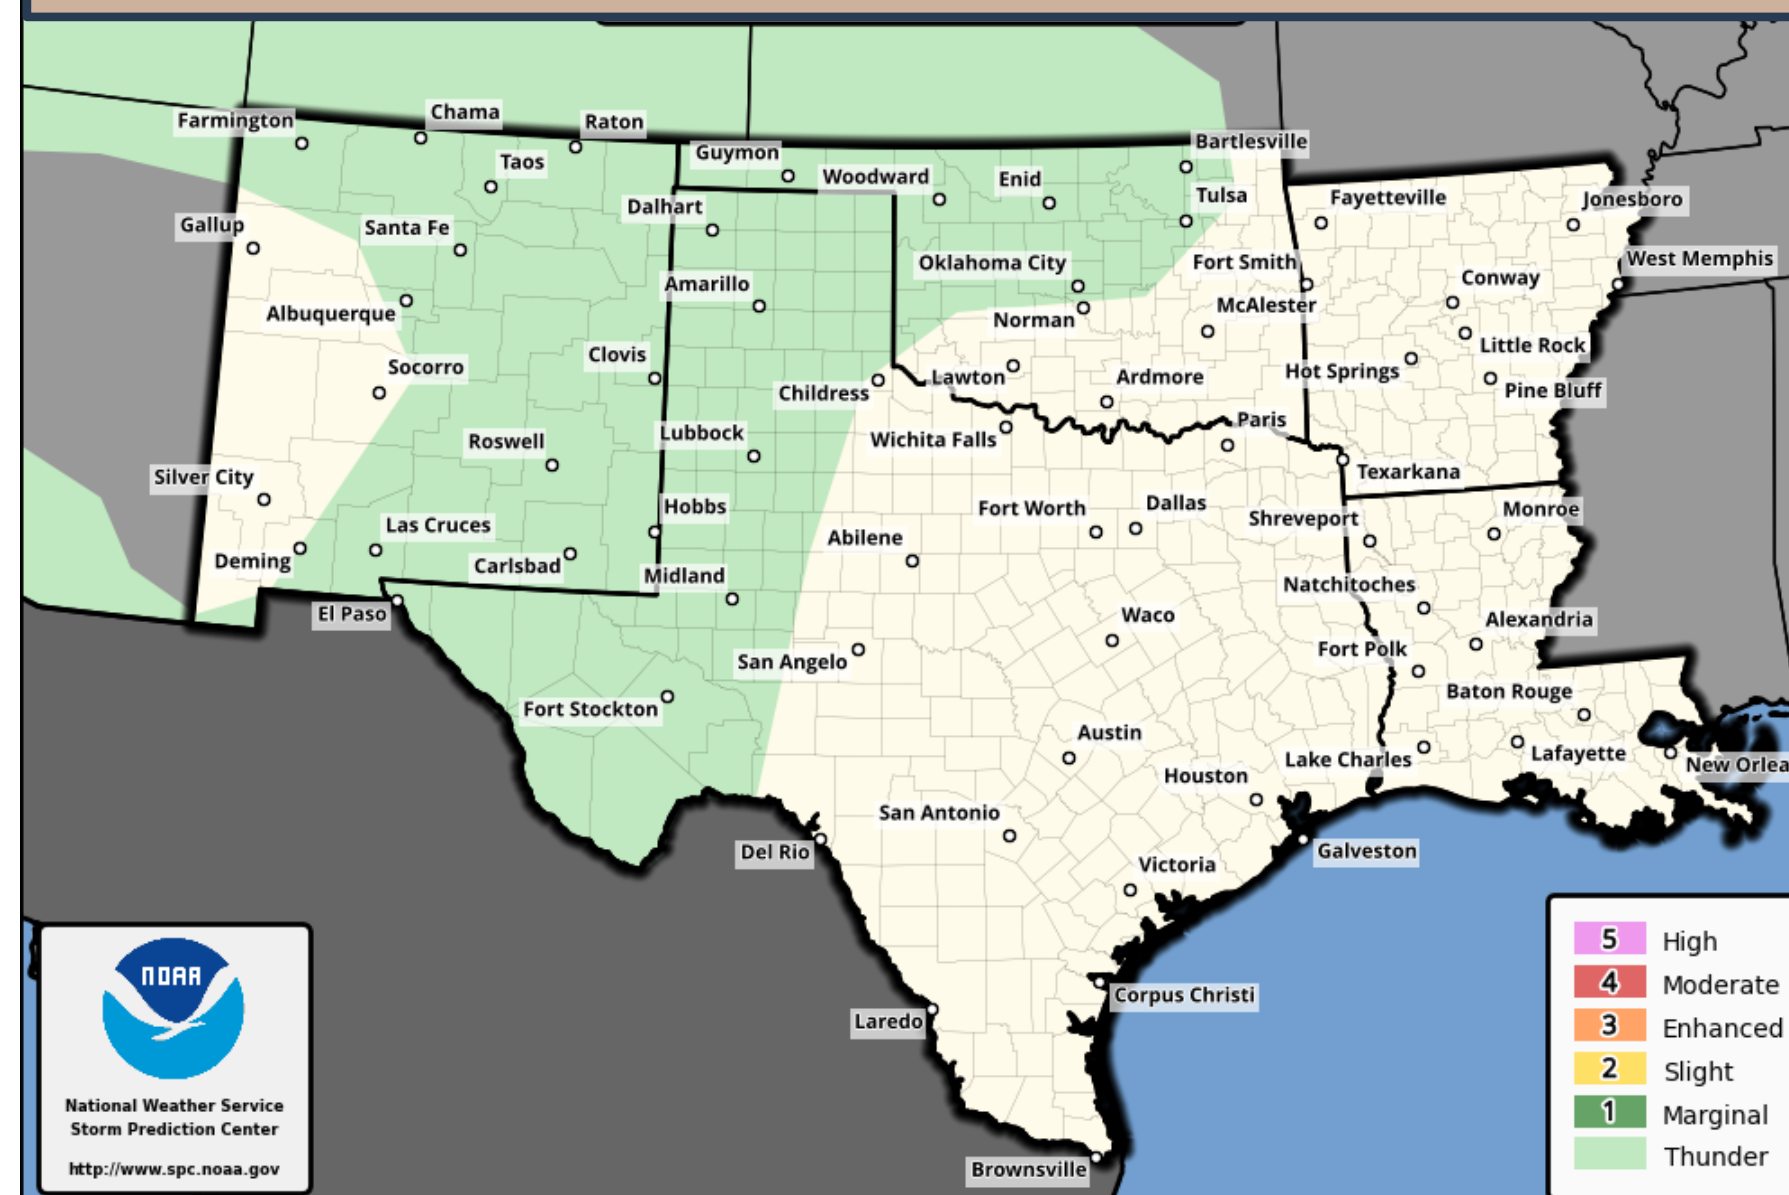 Farmington
Chama
Raton
Taos
Guymon
Woodward
Enid
Bartlesville
Tulsa
Fayetteville
Jonesboro
Gallup
Santa Fe
Dalhart
Oklahoma City
Fort Smith
West Memphis
Amarillo
Conway
Albuquerque
Norman
McAlester
Little Rock
Socorro
Clovis
Childress
Lawton
Ardmore
Hot Springs
Pine Bluff
Roswell
Lubbock
Wichita Falls
Paris
Texarkana
Silver City
Hobbs
Fort Worth
Dallas
Shreveport
Monroe
Las Cruces
Abilene
Deming
Carlsbad
Midland
Natchitoches
El Paso
Waco
Alexandria
San Angelo
Fort Polk
Fort Stockton
Baton Rouge
Austin
Lake Charles
Lafayette
New Orlea
Houston
San Antonio
Del Rio
Galveston
Victoria
Corpus Christi
Laredo
Brownsville
NOAA
National Weather Service
Storm Prediction Center
http://www.spc.noaa.gov
5 High
4 Moderate
3 Enhanced
2 Slight
1 Marginal
Thunder